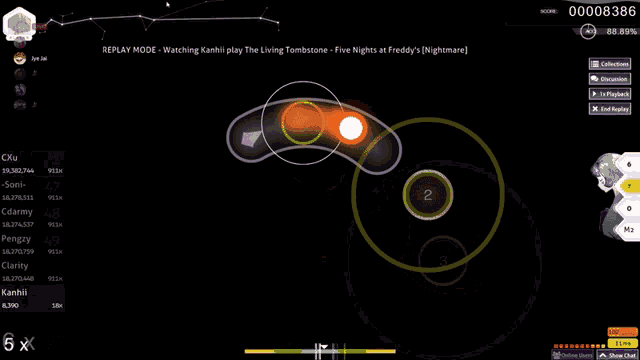 SCORE: 00008386
ACC: 88.89%
REPLAY MODE - Watching Kanhii play The Living Tombstone - Five Nights at Freddy's [Nightmare]
Jye Jai
Collections
Discussion
1x Playback
End Replay
2
3
CXu
19,382,744 911x
-Soni-
18,278,511 911x
Cdarmy
18,274,537 911x
Pengzy
18,270,759 911x
Clarity
18,270,448 911x
Kanhii
8,390 18x
6
7
0
M2
5 x
11ms
Online Users
Show Chat